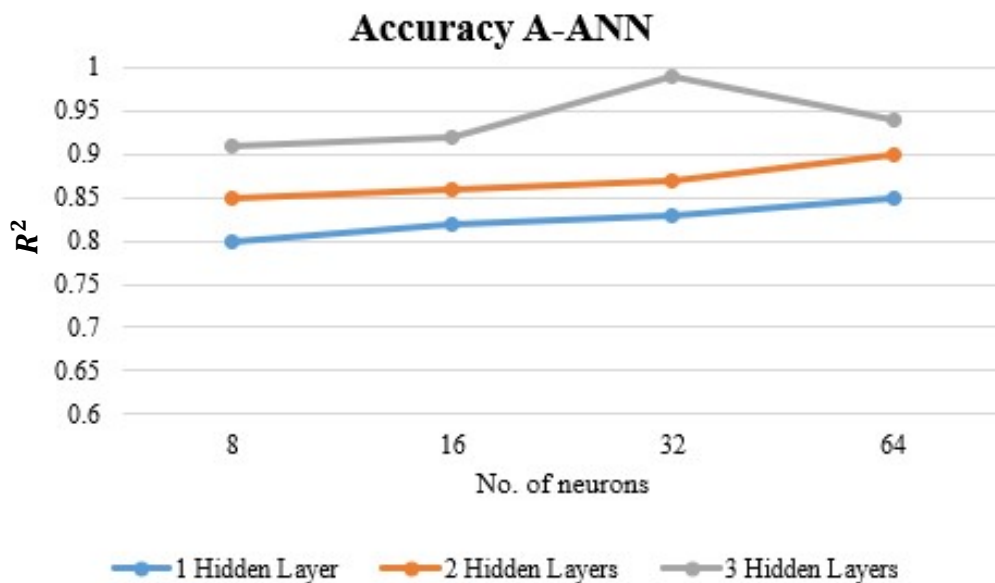 Accuracy A-ANN
R²
1
0.95
0.9
0.85
0.8
0.75
0.7
0.65
0.6
8 16 32 64
No. of neurons
1 Hidden Layer 2 Hidden Layers 3 Hidden Layers